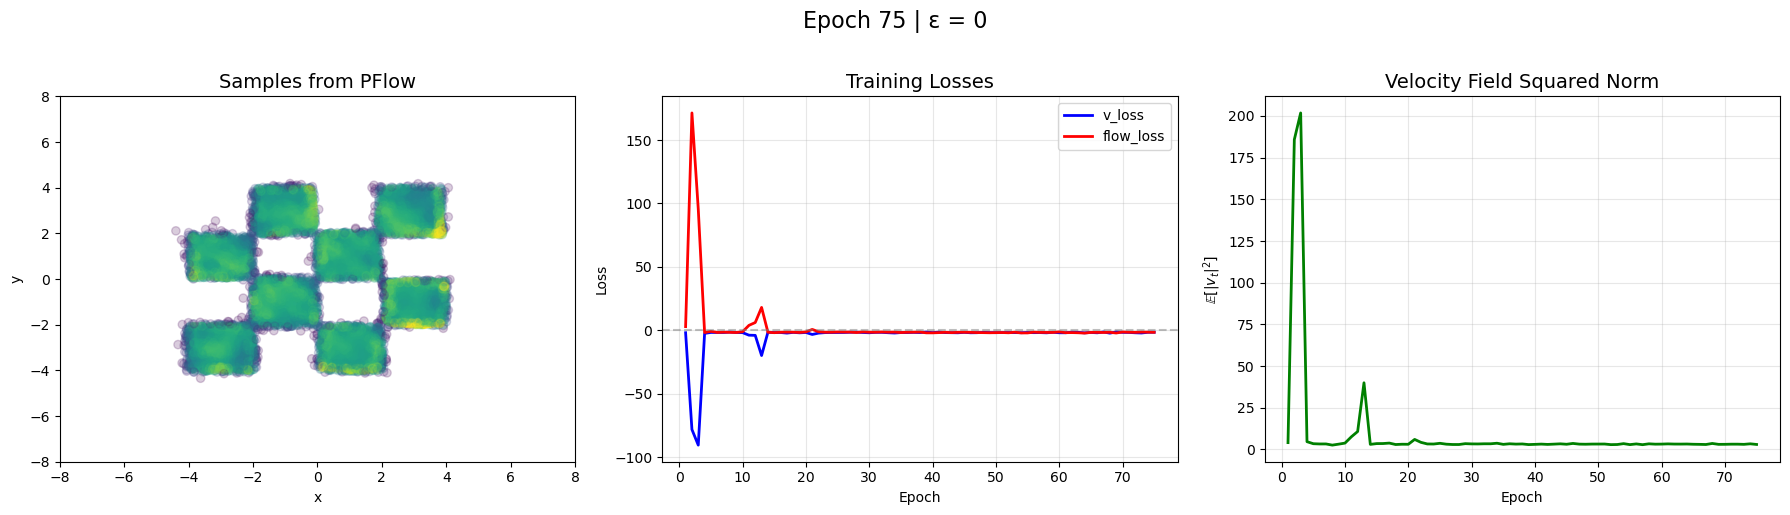 Epoch 75 | ε = 0
Samples from PFlow
8
6
4
2
0
−2
−4
−6
−8
y
−8 −6 −4 −2 0 2 4 6 8
x
Training Losses
v_loss
flow_loss
150
100
50
0
−50
−100
Loss
0 10 20 30 40 50 60 70
Epoch
Velocity Field Squared Norm
200
175
150
125
100
75
50
25
0
𝔼[|v_t|²]
0 10 20 30 40 50 60 70
Epoch